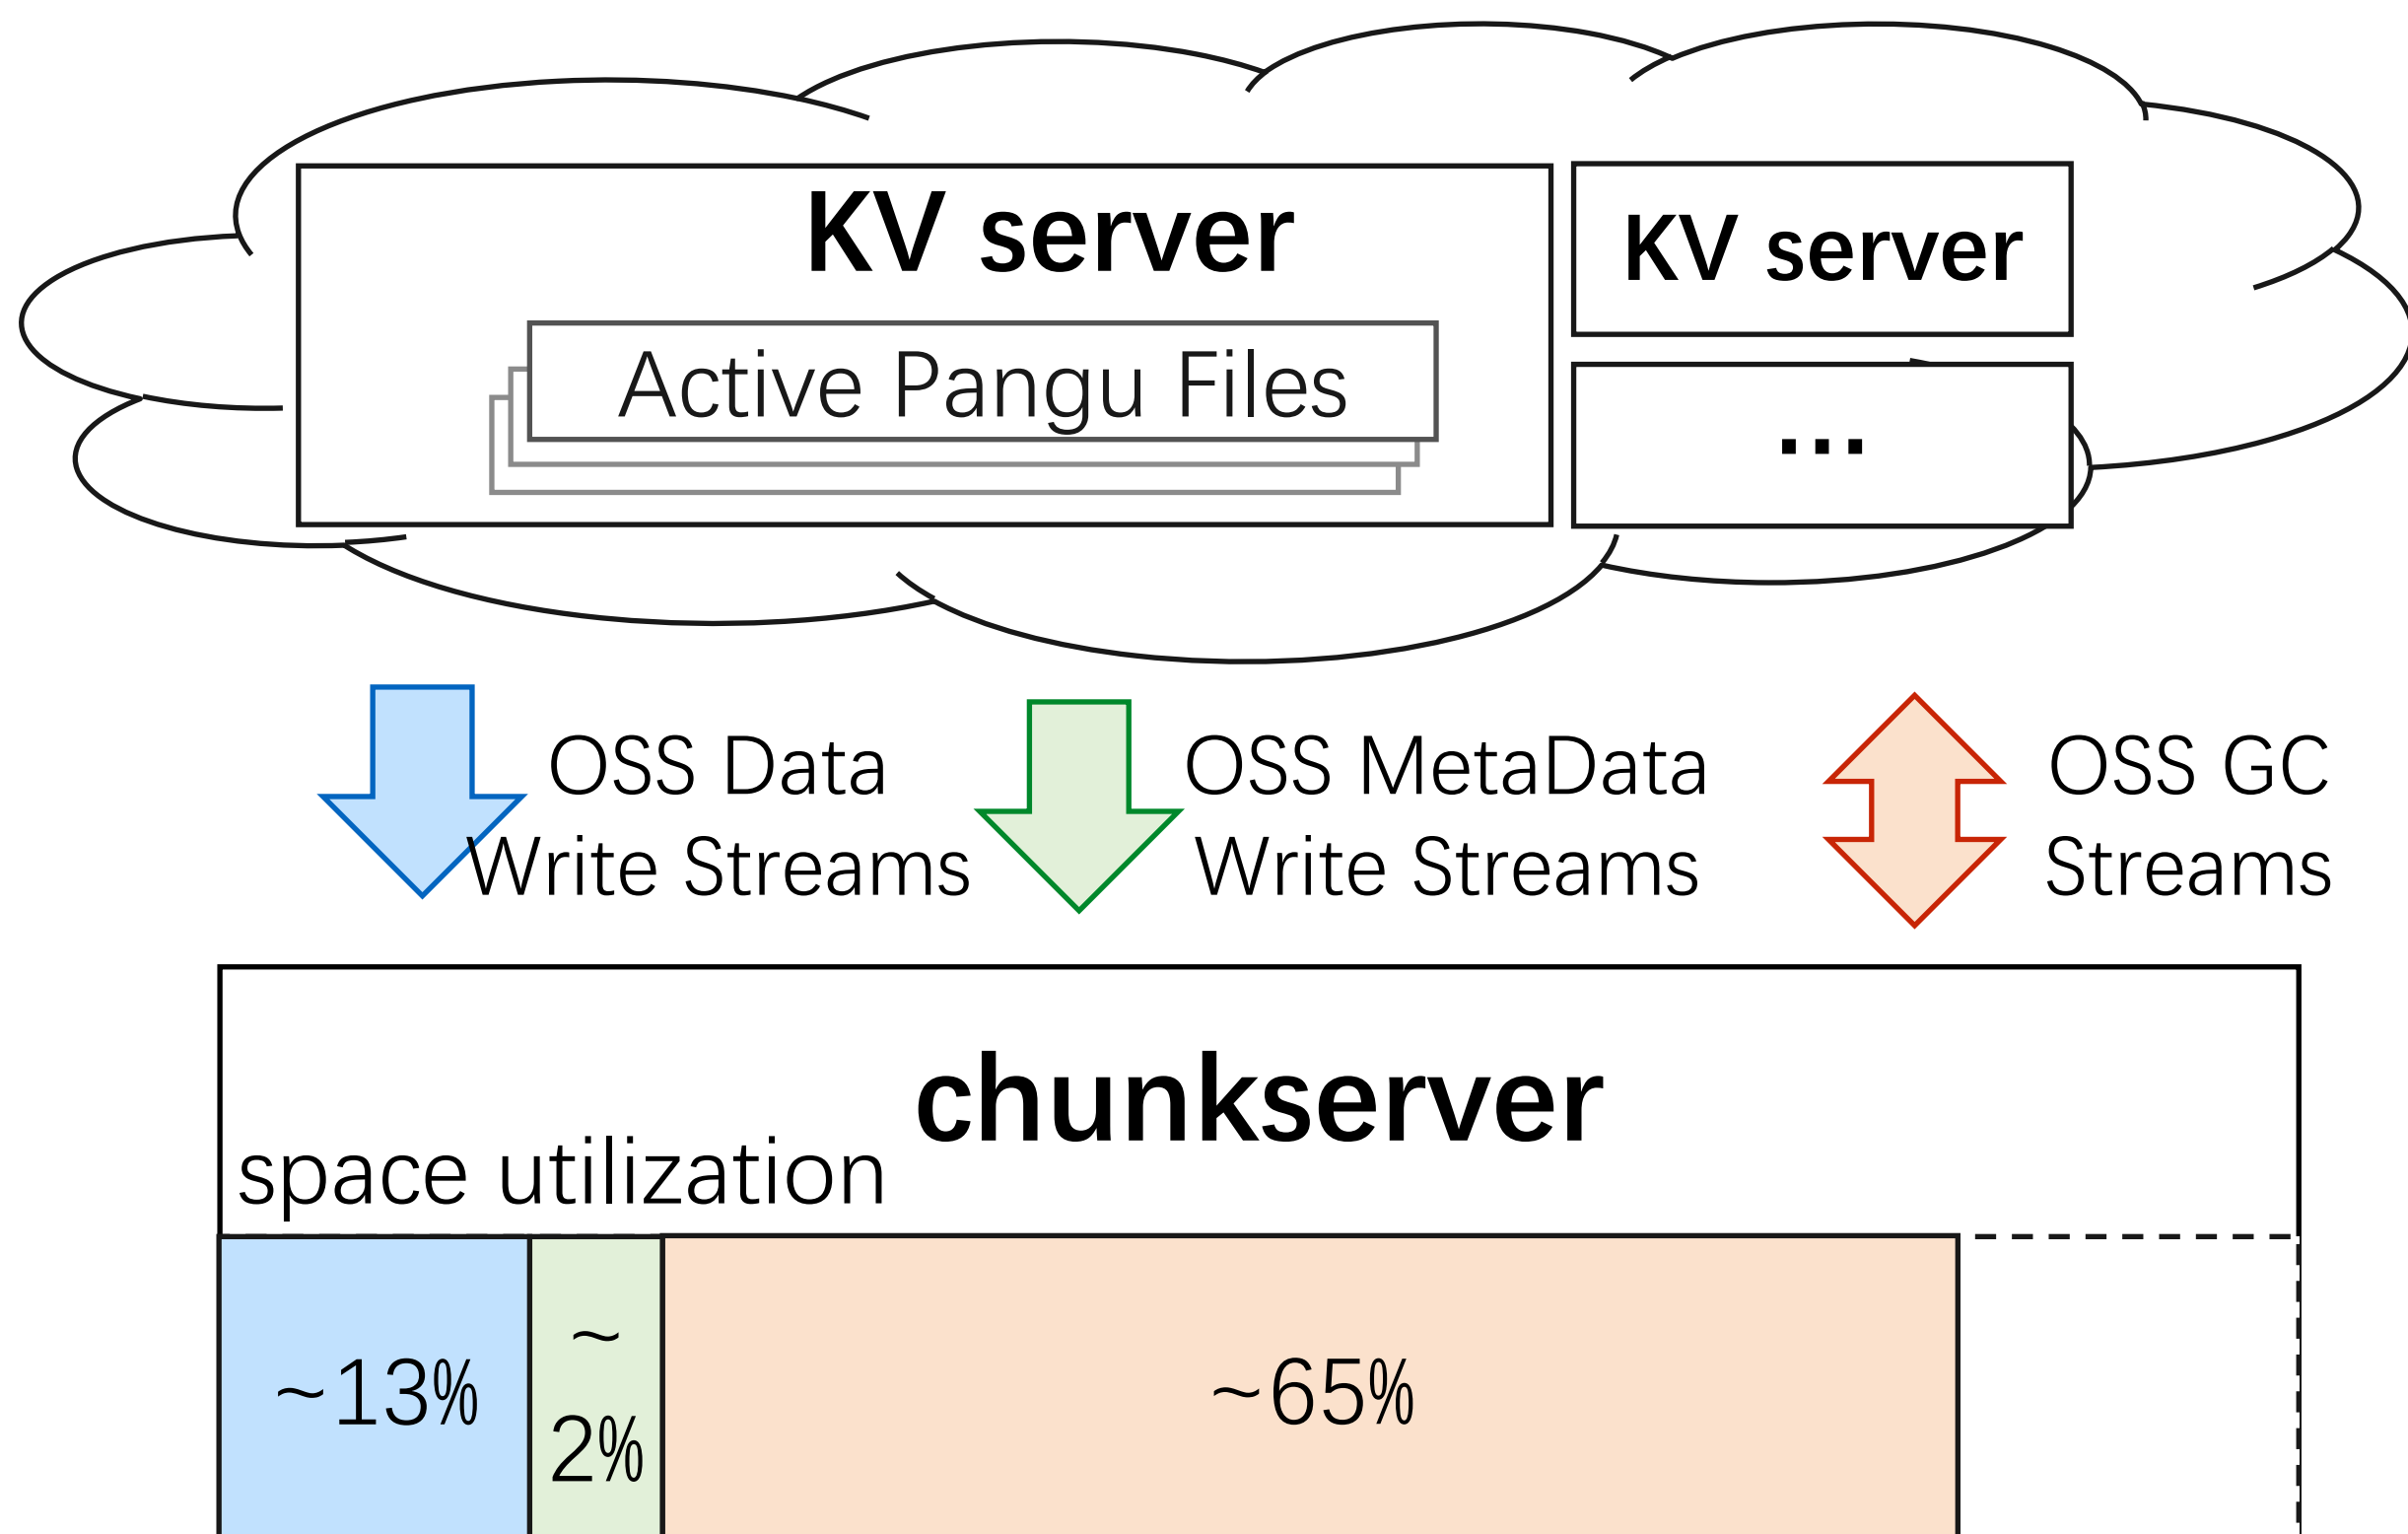 KV server
KV server
Active Pangu Files
...
OSS Data
Write Streams
OSS MetaData
Write Streams
OSS GC
Streams
chunkserver
space utilization
~13%
~
2%
~65%